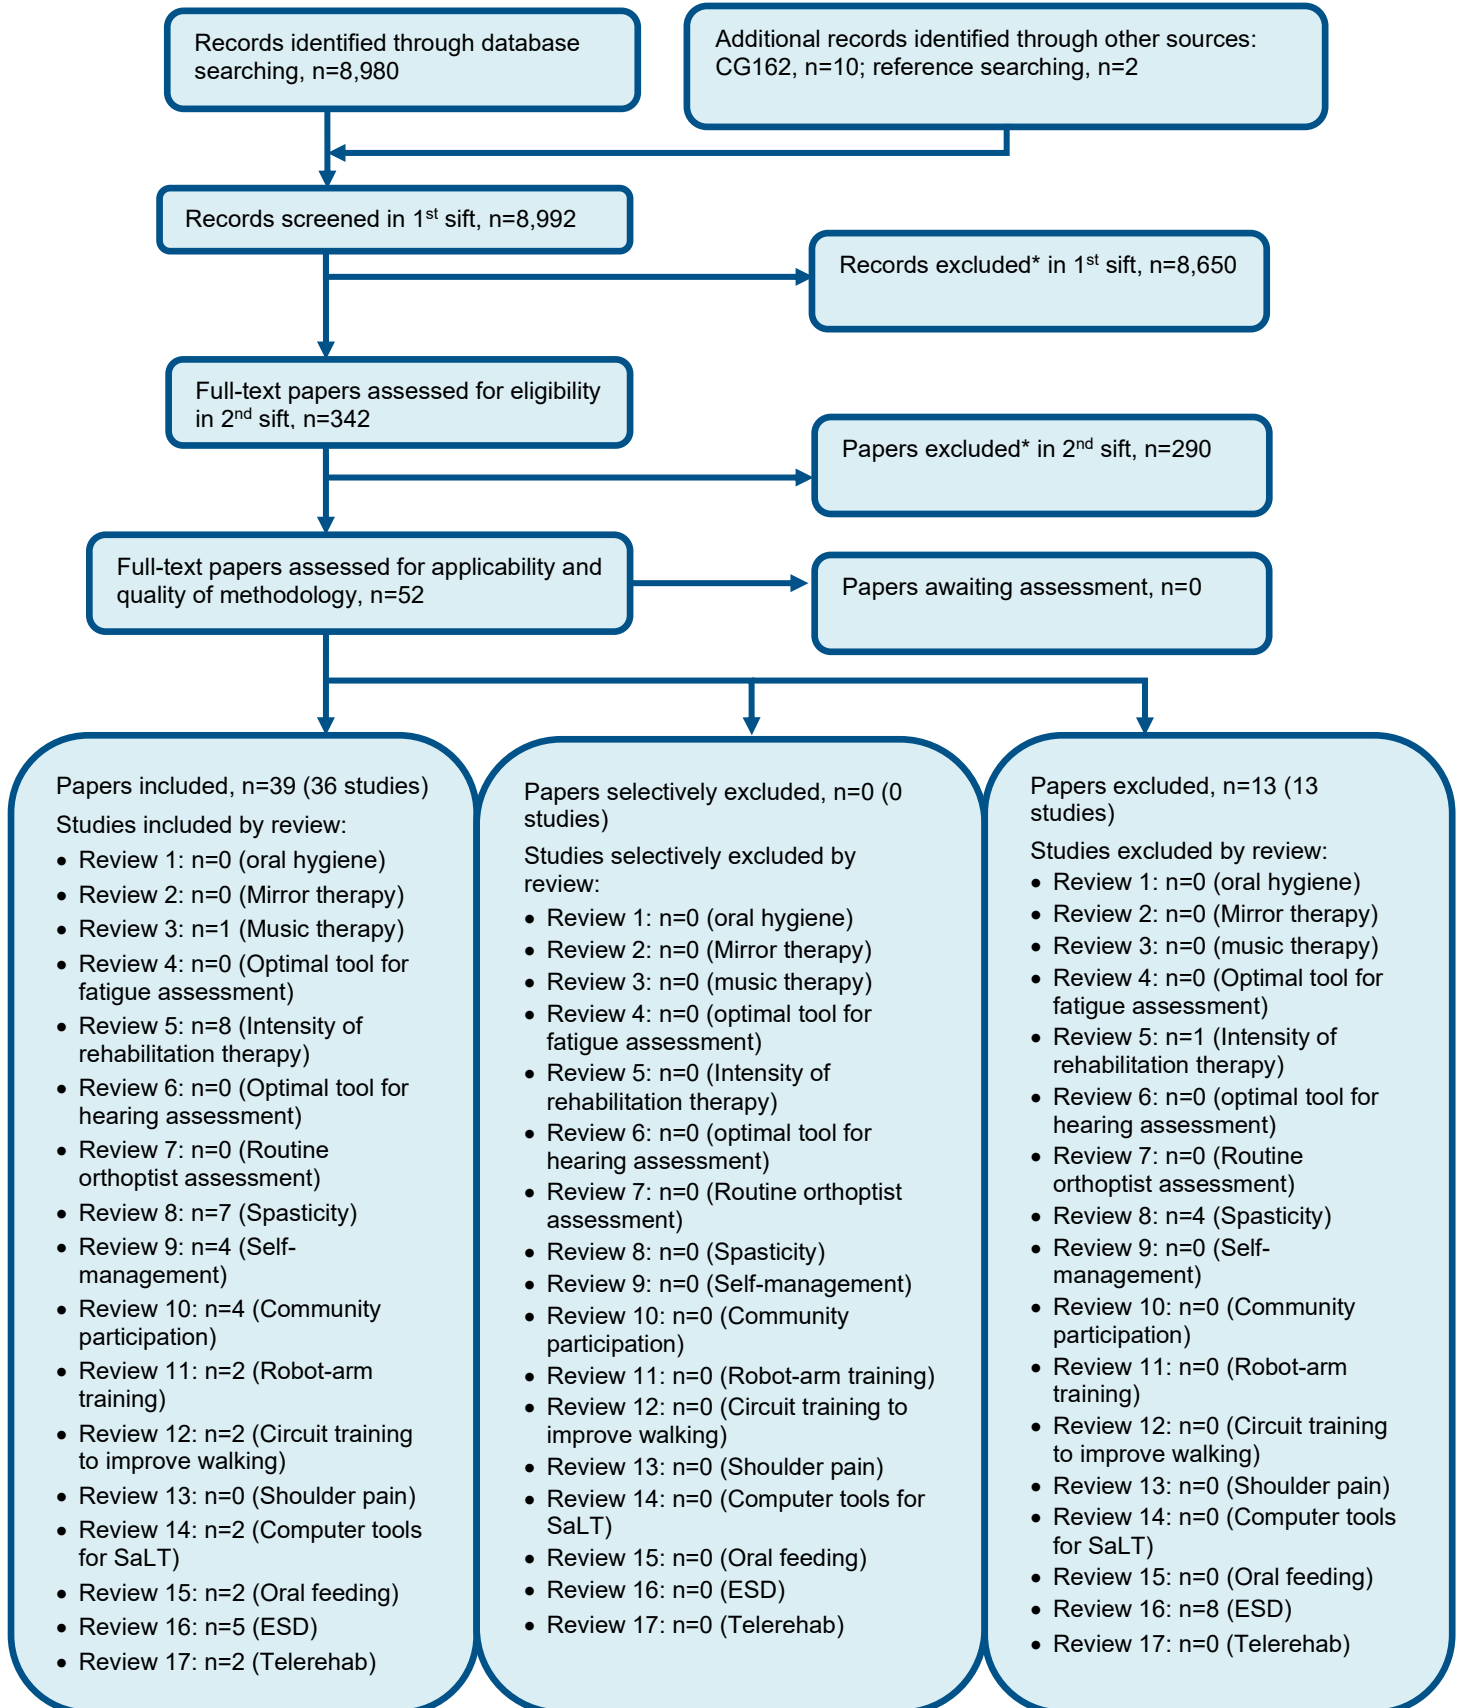 Records identified through database
searching, n=8,980
Additional records identified through other sources:
CG162, n=10; reference searching, n=2
Records screened in 1st sift, n=8,992
Records excluded* in 1st sift, n=8,650
Full-text papers assessed for eligibility
in 2nd sift, n=342
Papers excluded* in 2nd sift, n=290
Full-text papers assessed for applicability and
quality of methodology, n=52
Papers awaiting assessment, n=0
Papers included, n=39 (36 studies)
Studies included by review:
• Review 1: n=0 (oral hygiene)
• Review 2: n=0 (Mirror therapy)
• Review 3: n=1 (Music therapy)
• Review 4: n=0 (Optimal tool for
fatigue assessment)
• Review 5: n=8 (Intensity of
rehabilitation therapy)
• Review 6: n=0 (Optimal tool for
hearing assessment)
• Review 7: n=0 (Routine
orthoptist assessment)
• Review 8: n=7 (Spasticity)
• Review 9: n=4 (Self-
management)
• Review 10: n=4 (Community
participation)
• Review 11: n=2 (Robot-arm
training)
• Review 12: n=2 (Circuit training
to improve walking)
• Review 13: n=0 (Shoulder pain)
• Review 14: n=2 (Computer tools
for SaLT)
• Review 15: n=2 (Oral feeding)
• Review 16: n=5 (ESD)
• Review 17: n=2 (Telerehab)
Papers selectively excluded, n=0 (0
studies)
Studies selectively excluded by
review:
• Review 1: n=0 (oral hygiene)
• Review 2: n=0 (Mirror therapy)
• Review 3: n=0 (music therapy)
• Review 4: n=0 (optimal tool for
fatigue assessment)
• Review 5: n=0 (Intensity of
rehabilitation therapy)
• Review 6: n=0 (optimal tool for
hearing assessment)
• Review 7: n=0 (Routine orthoptist
assessment)
• Review 8: n=0 (Spasticity)
• Review 9: n=0 (Self-management)
• Review 10: n=0 (Community
participation)
• Review 11: n=0 (Robot-arm training)
• Review 12: n=0 (Circuit training to
improve walking)
• Review 13: n=0 (Shoulder pain)
• Review 14: n=0 (Computer tools for
SaLT)
• Review 15: n=0 (Oral feeding)
• Review 16: n=0 (ESD)
• Review 17: n=0 (Telerehab)
Papers excluded, n=13 (13
studies)
Studies excluded by review:
• Review 1: n=0 (oral hygiene)
• Review 2: n=0 (Mirror therapy)
• Review 3: n=0 (music therapy)
• Review 4: n=0 (Optimal tool for
fatigue assessment)
• Review 5: n=1 (Intensity of
rehabilitation therapy)
• Review 6: n=0 (optimal tool for
hearing assessment)
• Review 7: n=0 (Routine
orthoptist assessment)
• Review 8: n=4 (Spasticity)
• Review 9: n=0 (Self-
management)
• Review 10: n=0 (Community
participation)
• Review 11: n=0 (Robot-arm
training)
• Review 12: n=0 (Circuit training
to improve walking)
• Review 13: n=0 (Shoulder pain)
• Review 14: n=0 (Computer tools
for SaLT)
• Review 15: n=0 (Oral feeding)
• Review 16: n=8 (ESD)
• Review 17: n=0 (Telerehab)